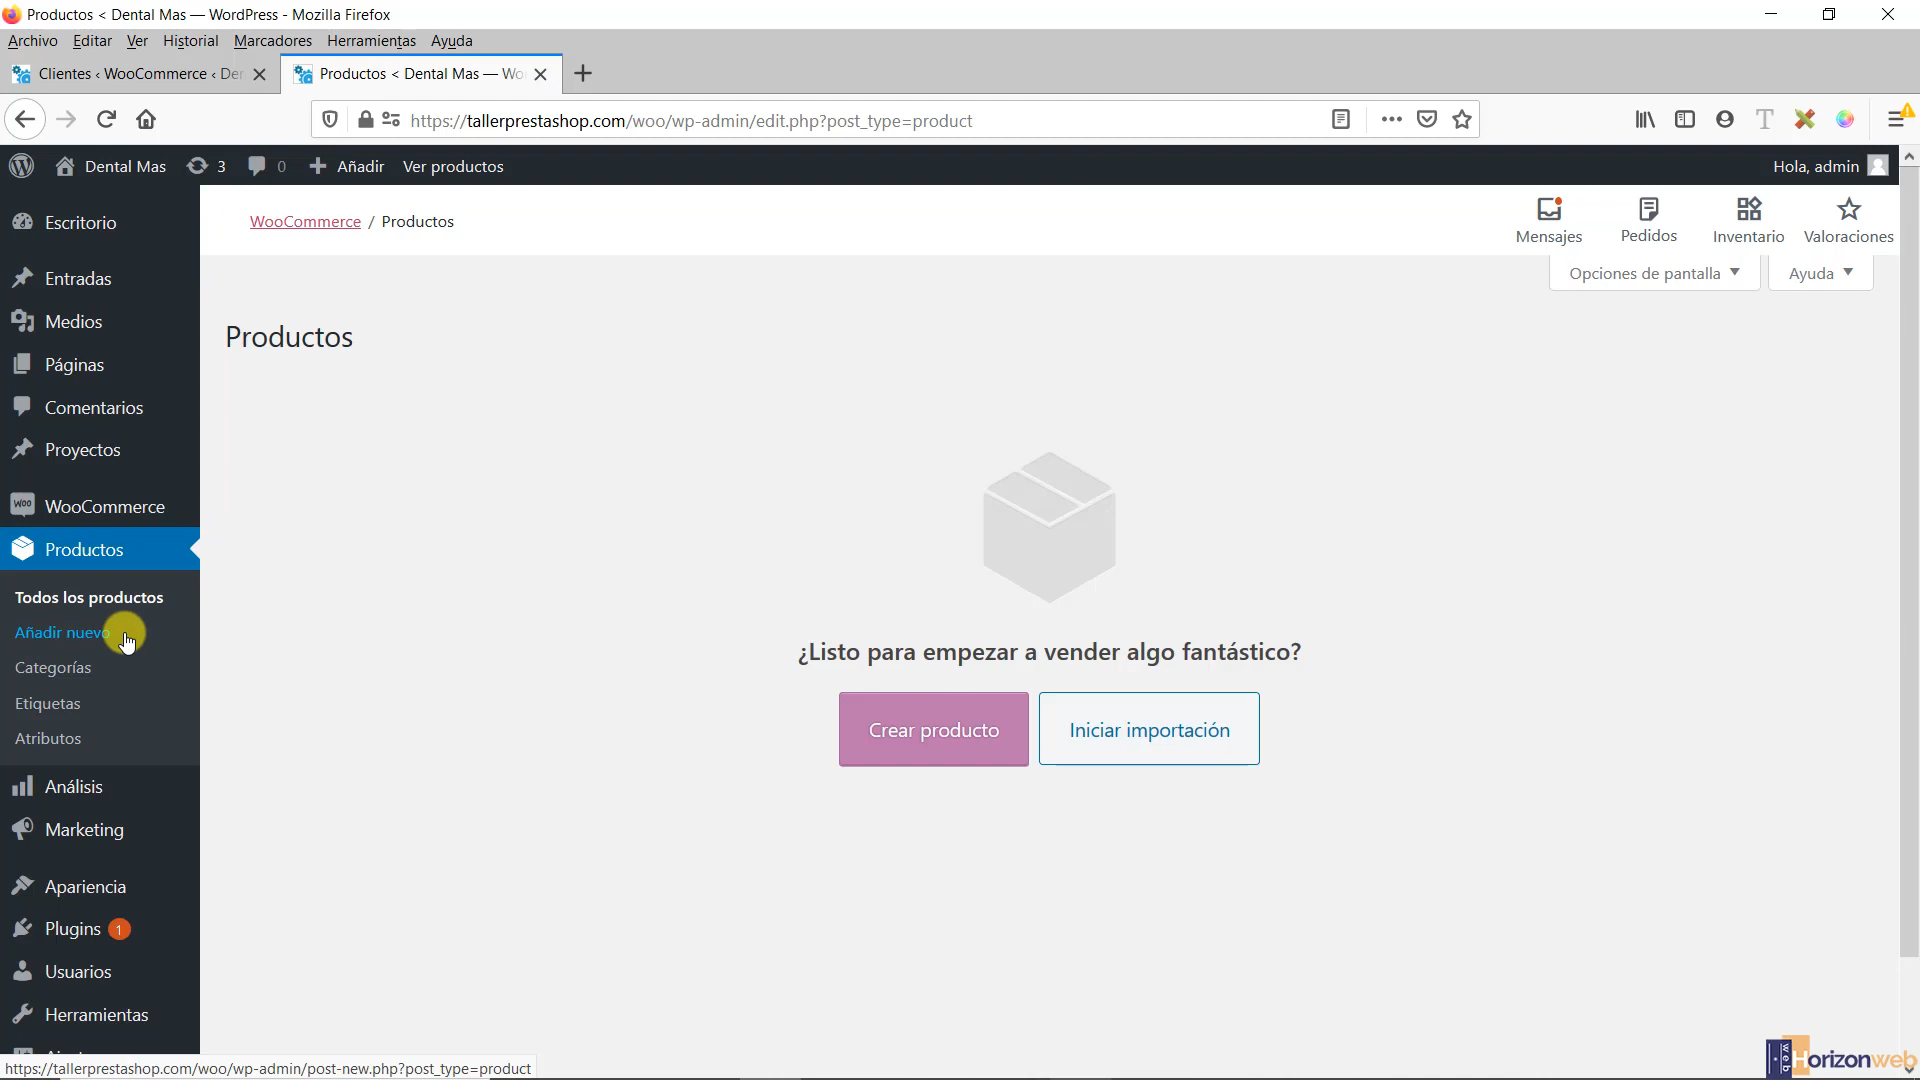 Productos < Dental Mas — WordPress - Mozilla Firefox
Archivo Editar Ver Historial Marcadores Herramientas Ayuda
Clientes ‹ WooCommerce ‹ De
Productos < Dental Mas — Wo
https://tallerprestashop.com/woo/wp-admin/edit.php?post_type=product
Dental Mas 3 0 Añadir Ver productos
Hola, admin
Escritorio
Entradas
Medios
Páginas
Comentarios
Proyectos
WooCommerce
Productos
Todos los productos
Añadir nuevo
Categorías
Etiquetas
Atributos
Análisis
Marketing
Apariencia
Plugins 1
Usuarios
Herramientas
WooCommerce / Productos
Mensajes
Pedidos
Inventario
Valoraciones
Opciones de pantalla
Ayuda
Productos
¿Listo para empezar a vender algo fantástico?
Crear producto
Iniciar importación
https://tallerprestashop.com/woo/wp-admin/post-new.php?post_type=product
web Horizonweb